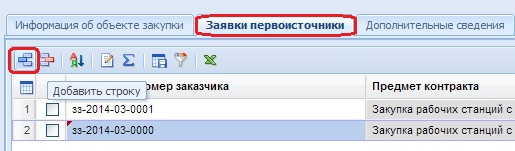 Информация об объекте закупки Заявки первоисточники Дополнительные сведения
Добавить строку
омер заказчика Предмет контракта
1 зз-2014-03-0001 Закупка рабочих станций с
2 зз-2014-03-0000 Закупка рабочих станций с